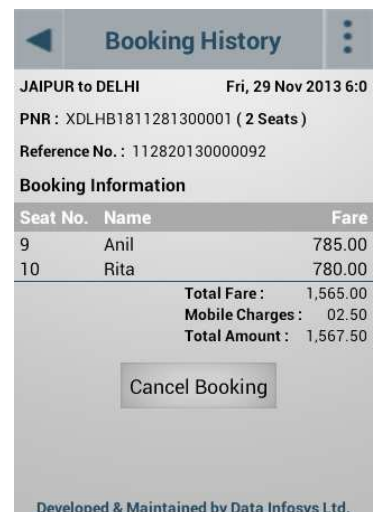 Booking History
JAIPUR to DELHI Fri, 29 Nov 2013 6:0
PNR : XDLHB1811281300001 ( 2 Seats )
Reference No. : 112820130000092
Booking Information
Seat No. Name Fare
9 Anil 785.00
10 Rita 780.00
Total Fare : 1,565.00
Mobile Charges : 02.50
Total Amount : 1,567.50
Cancel Booking
Developed & Maintained by Data Infosys Ltd.